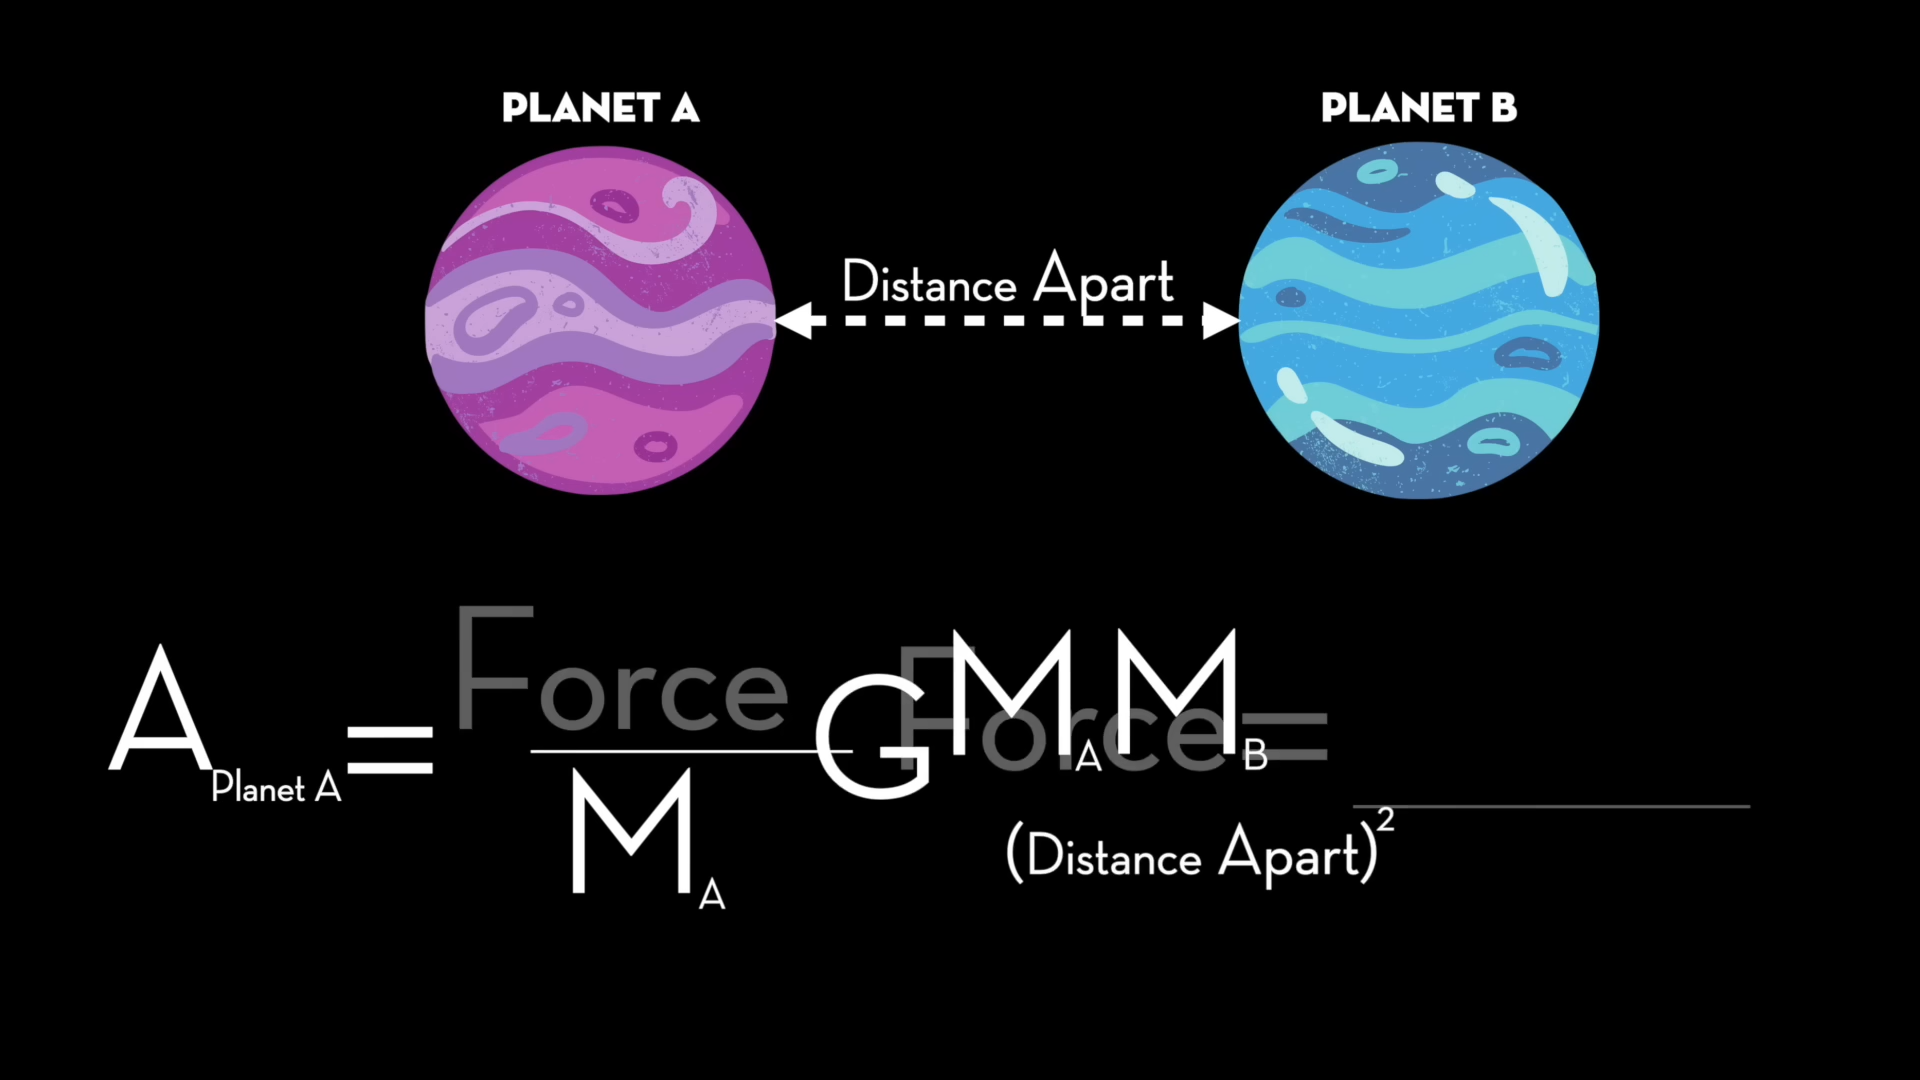 PLANET A
PLANET B
Distance Apart
A Planet A = Force
M A
Force =
G M A M B
(Distance Apart)²